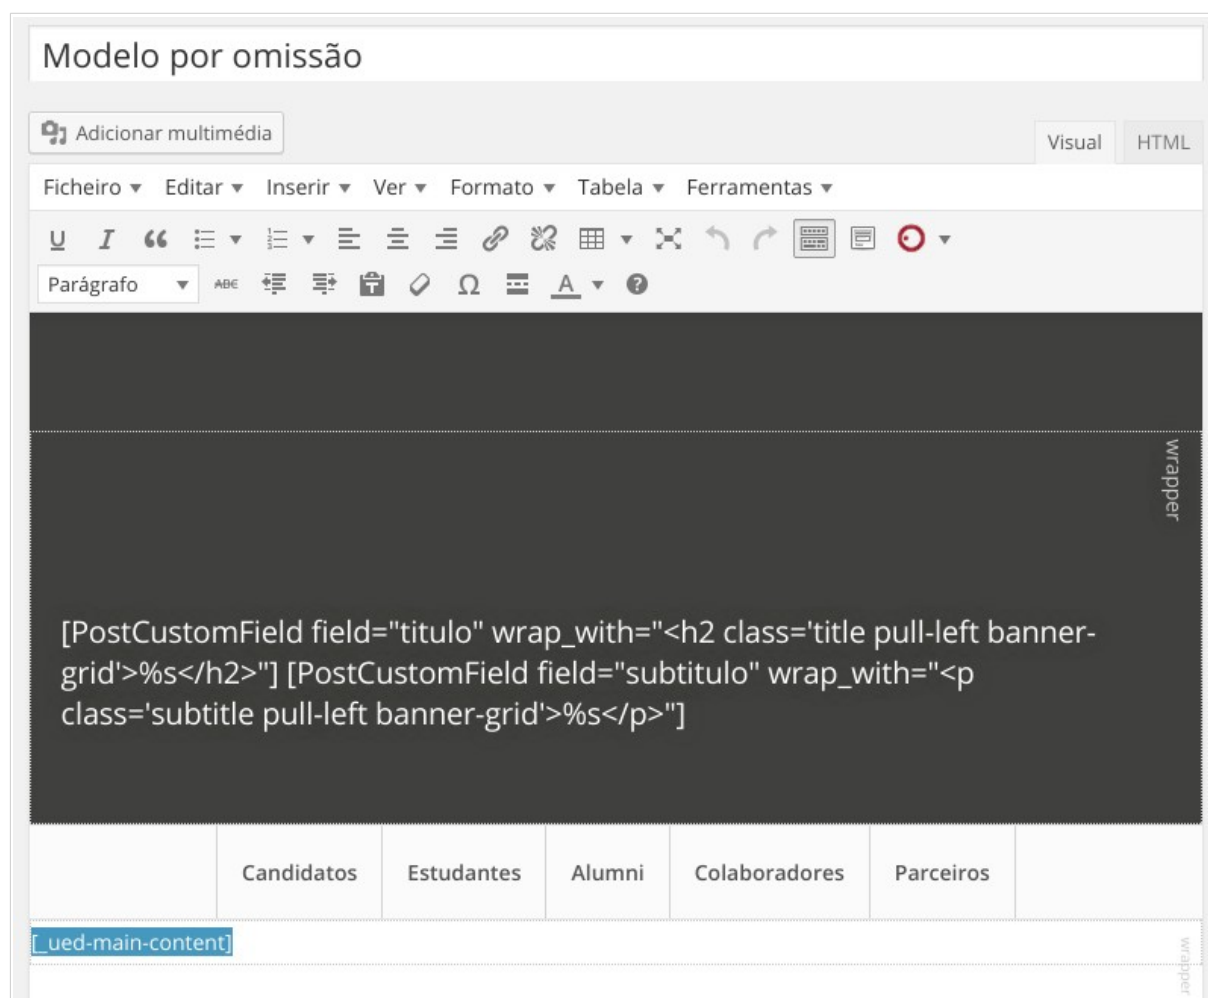 Modelo por omissão
Adicionar multimédia
Visual HTML
Ficheiro Editar Inserir Ver Formato Tabela Ferramentas
Parágrafo ABE Ω A
wrapper
[PostCustomField field="titulo" wrap_with="<h2 class='title pull-left banner-
grid'>%s</h2>"] [PostCustomField field="subtitulo" wrap_with="<p
class='subtitle pull-left banner-grid'>%s</p>"]
Candidatos Estudantes Alumni Colaboradores Parceiros
[_ued-main-content]
wrapper